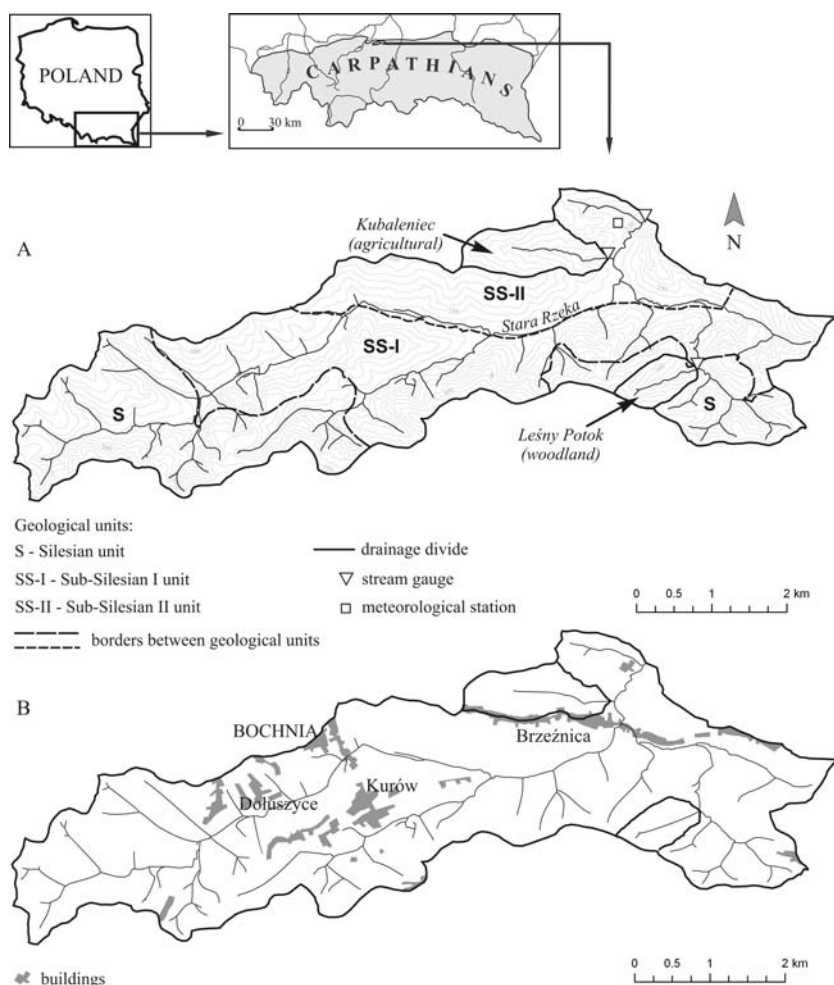 POLAND
CARPATHIANS
0 30 km
A
Kubaleniec
(agricultural)
N
SS-II
Stara Rzeka
SS-I
S
S
Leśny Potok
(woodland)
Geological units:
S - Silesian unit
SS-I - Sub-Silesian I unit
SS-II - Sub-Silesian II unit
borders between geological units
drainage divide
stream gauge
meteorological station
0 0.5 1 2 km
B
BOCHNIA
Brzeźnica
Kurów
Dołuszyce
0 0.5 1 2 km
buildings